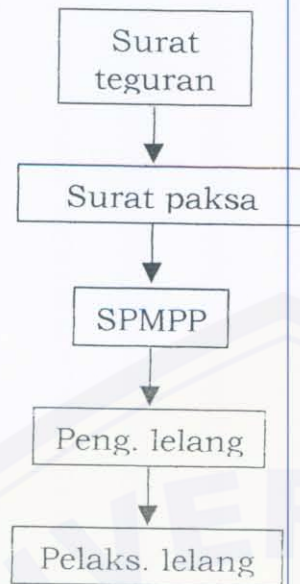 Surat
teguran
Surat paksa
SPMPP
Peng. lelang
Pelaks. lelang